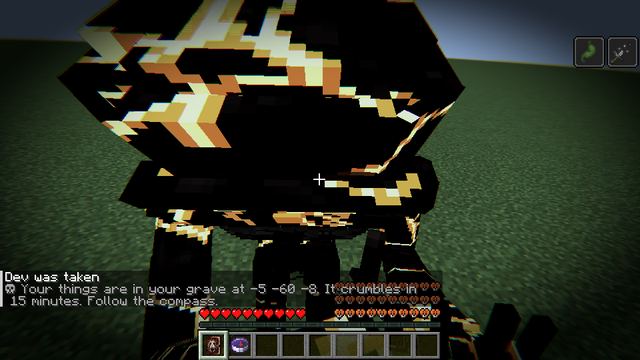 Dev was taken
☠ Your things are in your grave at -5 -60 -8. It crumbles in
15 minutes. Follow the compass.